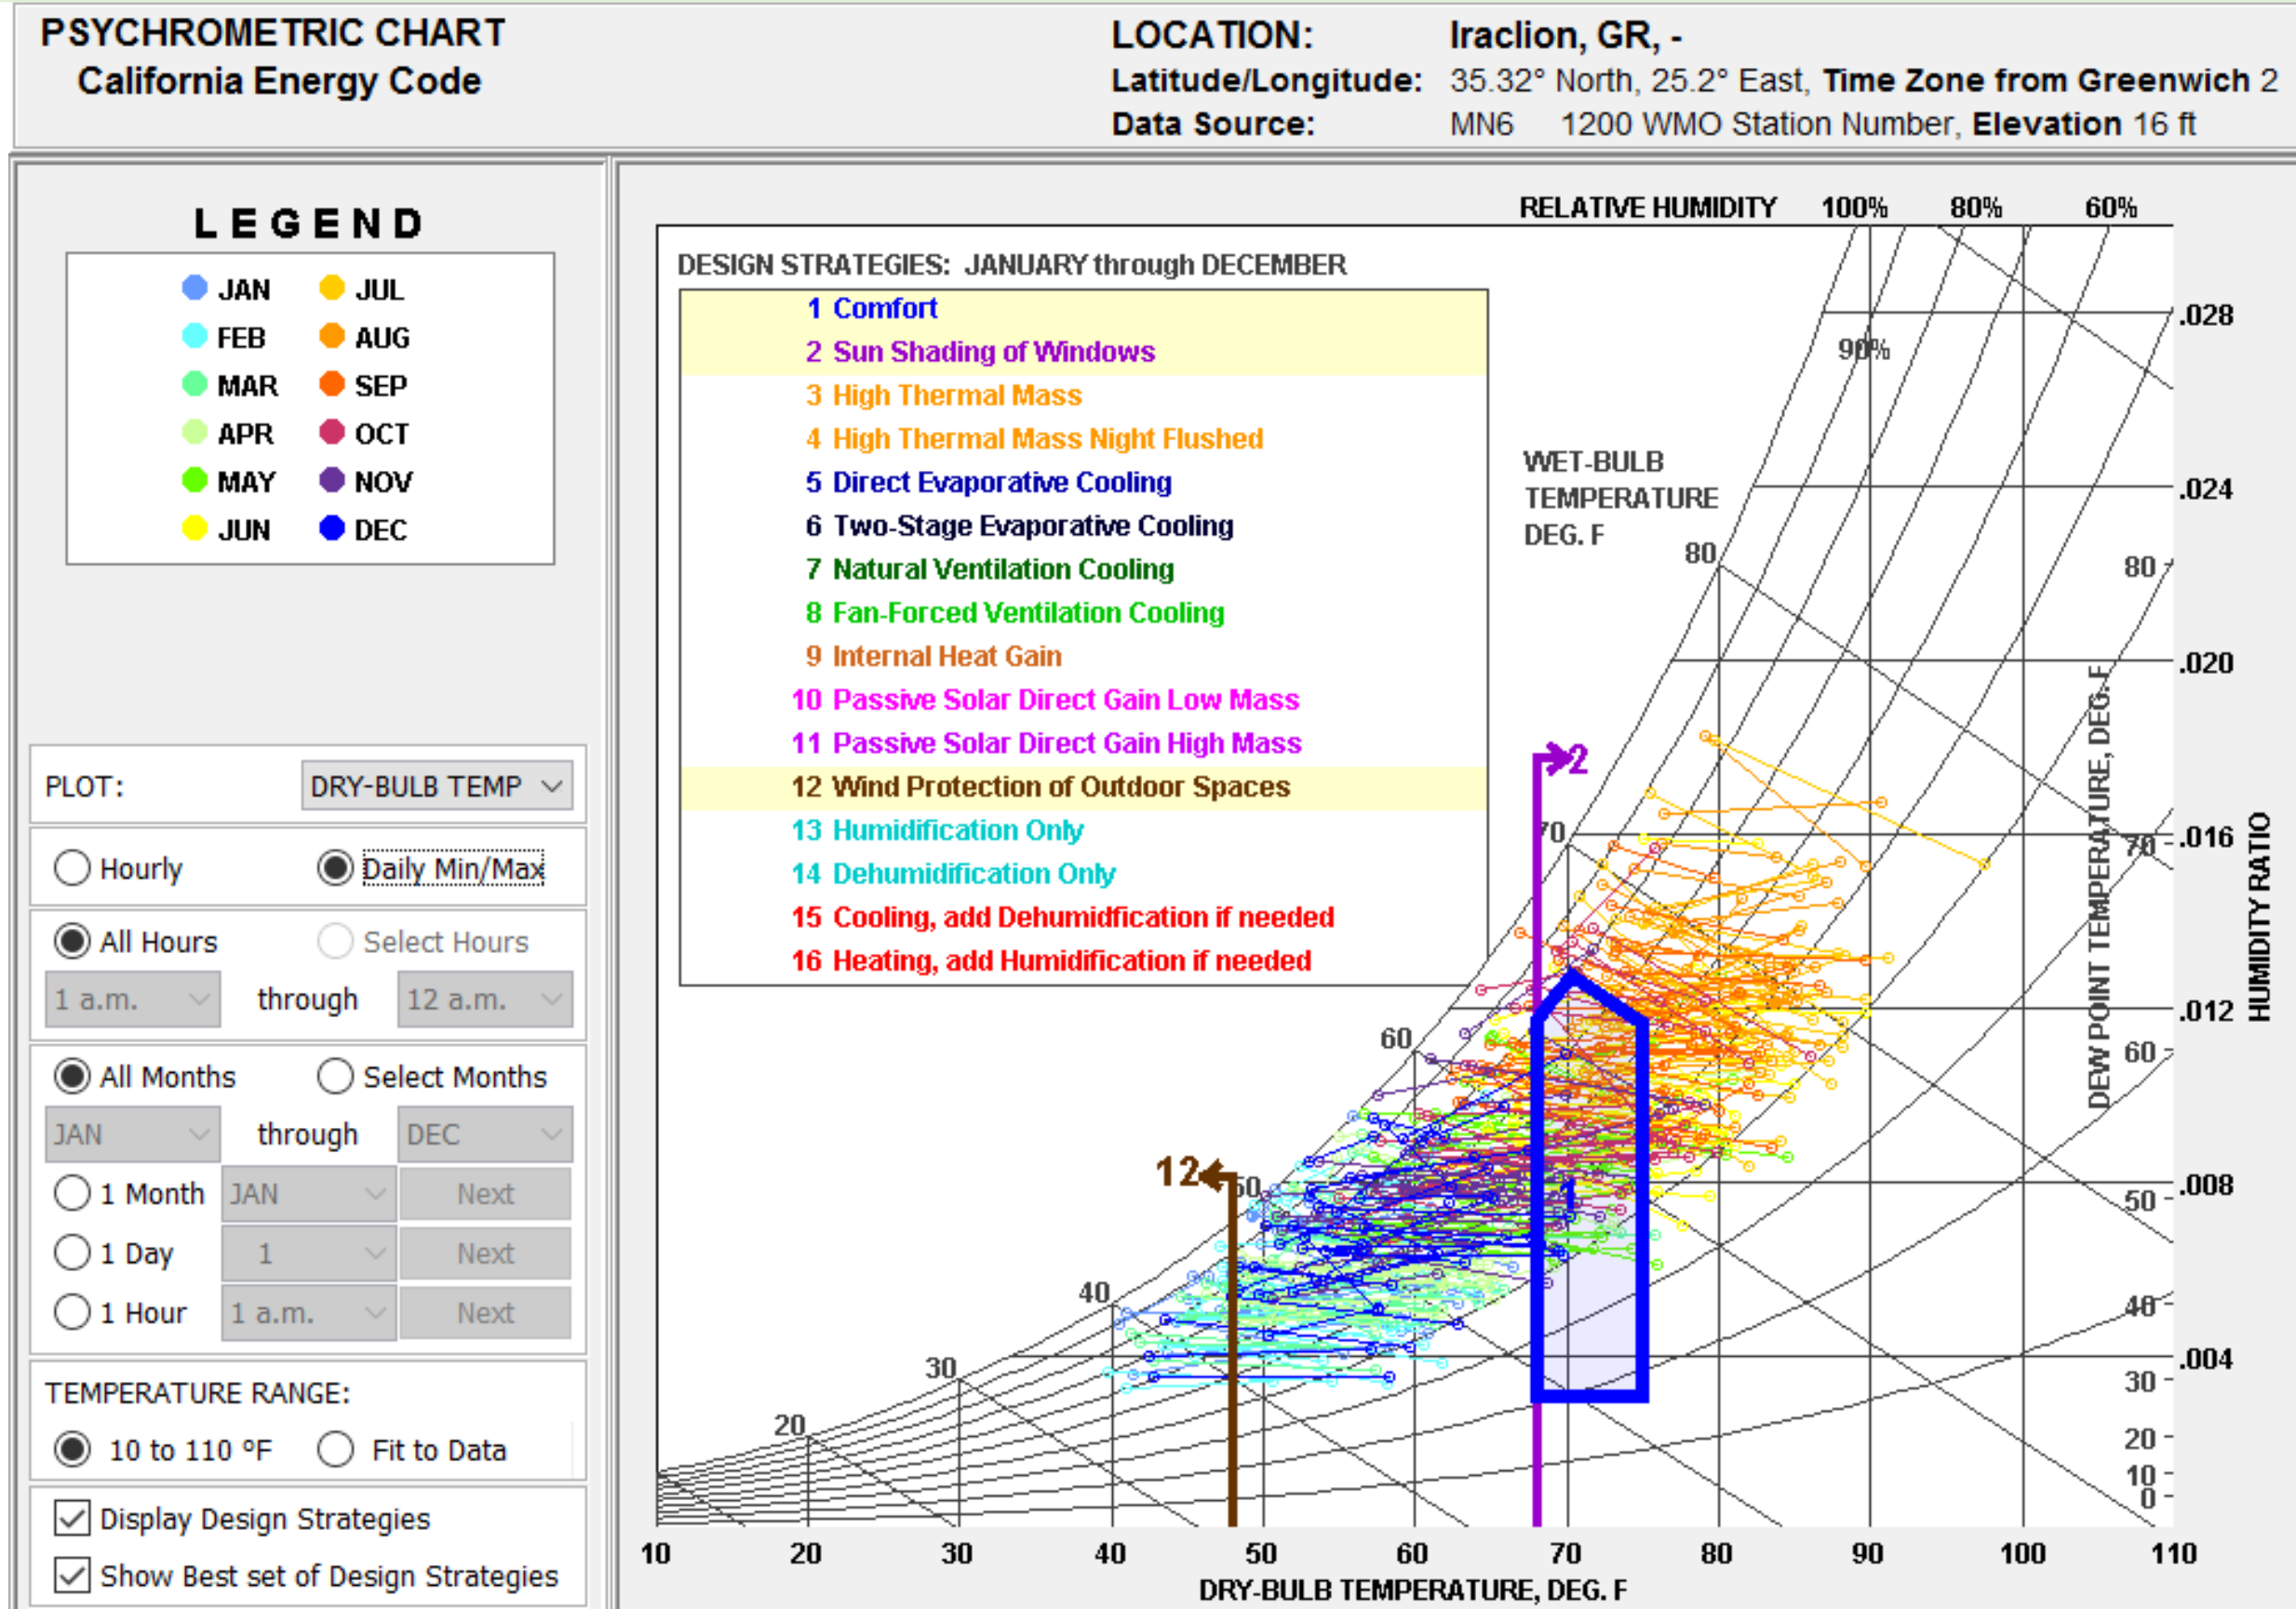 PSYCHROMETRIC CHART
California Energy Code
LOCATION: Iraclion, GR, -
Latitude/Longitude: 35.32° North, 25.2° East, Time Zone from Greenwich 2
Data Source: MN6 1200 WMO Station Number, Elevation 16 ft
LEGEND
JAN JUL
FEB AUG
MAR SEP
APR OCT
MAY NOV
JUN DEC
PLOT: DRY-BULB TEMP
Hourly Daily Min/Max
All Hours Select Hours
1 a.m. through 12 a.m.
All Months Select Months
JAN through DEC
1 Month JAN Next
1 Day 1 Next
1 Hour 1 a.m. Next
TEMPERATURE RANGE:
10 to 110 ºF Fit to Data
Display Design Strategies
Show Best set of Design Strategies
RELATIVE HUMIDITY 100% 80% 60%
90%
DESIGN STRATEGIES: JANUARY through DECEMBER
1 Comfort
2 Sun Shading of Windows
3 High Thermal Mass
4 High Thermal Mass Night Flushed
5 Direct Evaporative Cooling
6 Two-Stage Evaporative Cooling
7 Natural Ventilation Cooling
8 Fan-Forced Ventilation Cooling
9 Internal Heat Gain
10 Passive Solar Direct Gain Low Mass
11 Passive Solar Direct Gain High Mass
12 Wind Protection of Outdoor Spaces
13 Humidification Only
14 Dehumidification Only
15 Cooling, add Dehumidfication if needed
16 Heating, add Humidification if needed
WET-BULB
TEMPERATURE
DEG. F
80
70
60
50
40
30
20
2
12
1
.028
.024
.020
.016
.012
.008
.004
HUMIDITY RATIO
DEW POINT TEMPERATURE, DEG. F
80
70
60
50
40
30
20
10
0
10 20 30 40 50 60 70 80 90 100 110
DRY-BULB TEMPERATURE, DEG. F